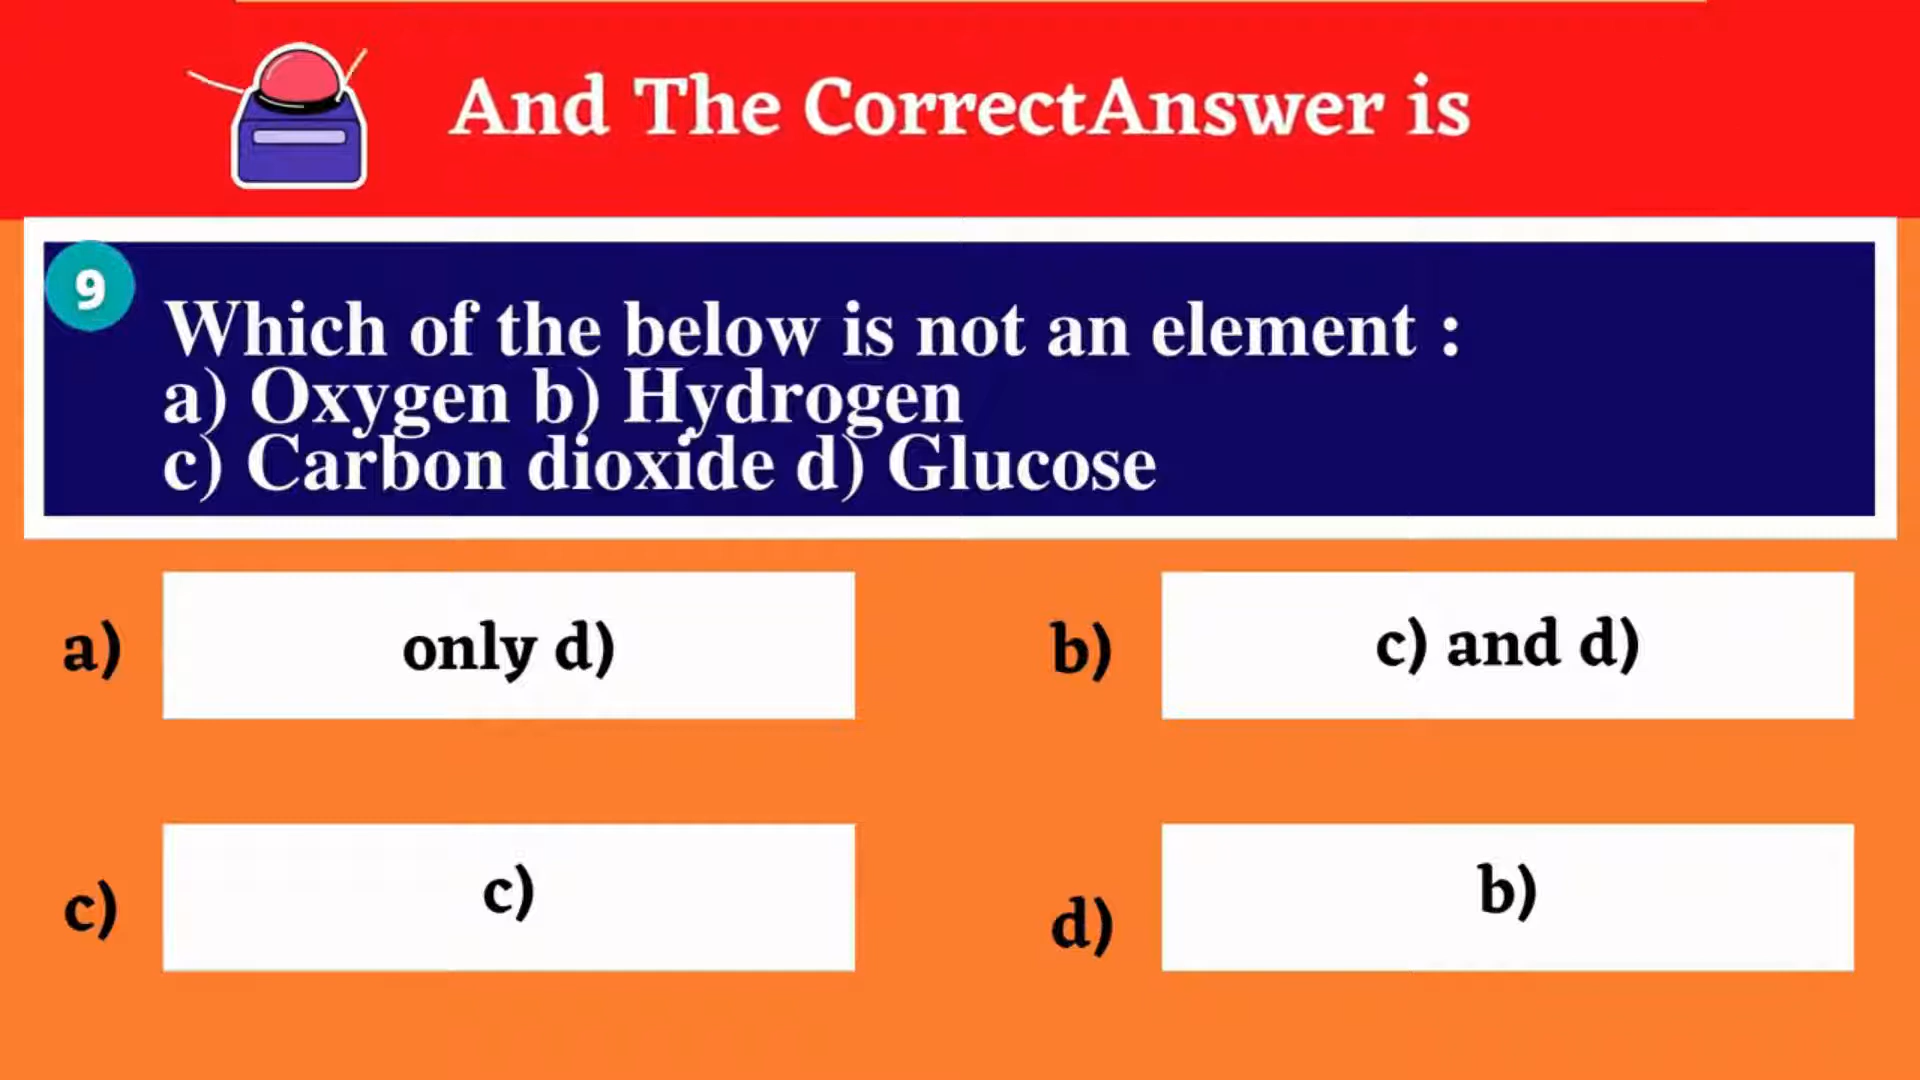 And The CorrectAnswer is
9
Which of the below is not an element :
a) Oxygen b) Hydrogen
c) Carbon dioxide d) Glucose
a) only d)
b) c) and d)
c) c)
d) b)